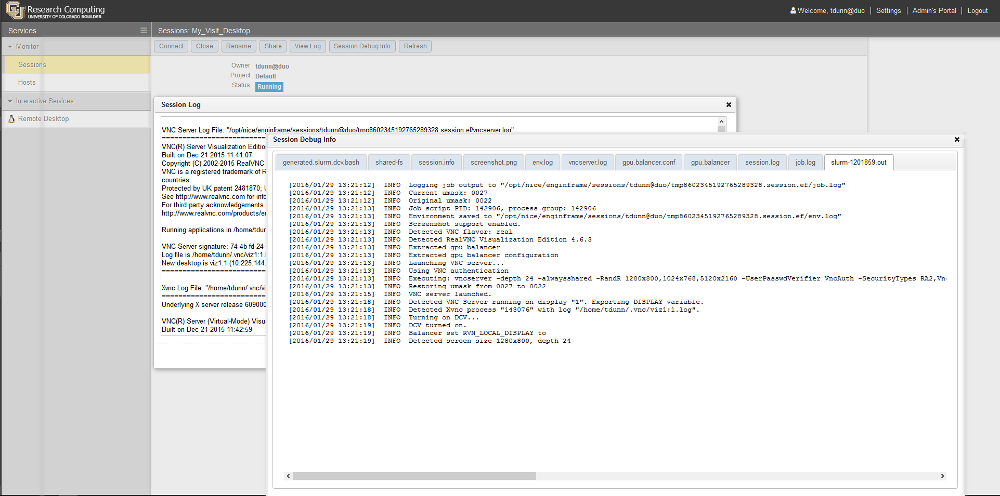 CU Research Computing
UNIVERSITY OF COLORADO BOULDER
Welcome, tdunn@duo | Settings | Admin's Portal | Logout
Services
Sessions: My_Visit_Desktop
Monitor
Sessions
Hosts
Interactive Services
Remote Desktop
Connect Close Rename Share View Log Session Debug Info Refresh
Owner tdunn@duo
Project Default
Status Running
Session Log
VNC Server Log File: "/opt/nice/enginframe/sessions/tdunn@duo/tmp8602345192765289328.session.ef/vncserver.log"
VNC(R) Server Visualization Editio
Built on Dec 21 2015 11:41:07
Copyright (C) 2002-2015 RealVNC
VNC is a registered trademark of R
countries.
Protected by UK patent 2481870; U
See http://www.realvnc.com for info
For third party acknowledgements
http://www.realvnc.com/products/en
Running applications in /home/tdun
VNC Server signature: 74-4b-fd-24-
Log file is /home/tdunn/.vnc/viz1:1.
New desktop is viz1:1 (10.225.144.
Xvnc Log File: "/home/tdunn/.vnc/vi
Underlying X server release 609000
VNC(R) Server (Virtual-Mode) Visu
Built on Dec 21 2015 11:42:59
Session Debug Info
generated.slurm.dcv.bash shared-fs session.info screenshot.png env.log vncserver.log gpu.balancer.conf gpu.balancer session.log job.log slurm-1201859.out
[2016/01/29 13:21:12] INFO Logging job output to "/opt/nice/enginframe/sessions/tdunn@duo/tmp8602345192765289328.session.ef/job.log"
[2016/01/29 13:21:12] INFO Current umask: 0027
[2016/01/29 13:21:12] INFO Original umask: 0022
[2016/01/29 13:21:13] INFO Job script PID: 142906, process group: 142906
[2016/01/29 13:21:13] INFO Environment saved to "/opt/nice/enginframe/sessions/tdunn@duo/tmp8602345192765289328.session.ef/env.log"
[2016/01/29 13:21:13] INFO Screenshot support enabled.
[2016/01/29 13:21:13] INFO Detected VNC flavor: real
[2016/01/29 13:21:13] INFO Detected RealVNC Visualization Edition 4.6.3
[2016/01/29 13:21:13] INFO Extracted gpu balancer
[2016/01/29 13:21:13] INFO Extracted gpu balancer configuration
[2016/01/29 13:21:13] INFO Launching VNC server...
[2016/01/29 13:21:13] INFO Using VNC authentication
[2016/01/29 13:21:13] INFO Executing: vncserver -depth 24 -alwaysshared -RandR 1280x800,1024x768,5120x2160 -UserPasswdVerifier VncAuth -SecurityTypes RA2,Vn
[2016/01/29 13:21:13] INFO Restoring umask from 0027 to 0022
[2016/01/29 13:21:15] INFO VNC server launched.
[2016/01/29 13:21:18] INFO Detected VNC Server running on display "1". Exporting DISPLAY variable.
[2016/01/29 13:21:18] INFO Detected Xvnc process "143076" with log "/home/tdunn/.vnc/viz1:1.log".
[2016/01/29 13:21:18] INFO Turning on DCV...
[2016/01/29 13:21:19] INFO DCV turned on.
[2016/01/29 13:21:19] INFO Balancer set RVN_LOCAL_DISPLAY to
[2016/01/29 13:21:19] INFO Detected screen size 1280x800, depth 24